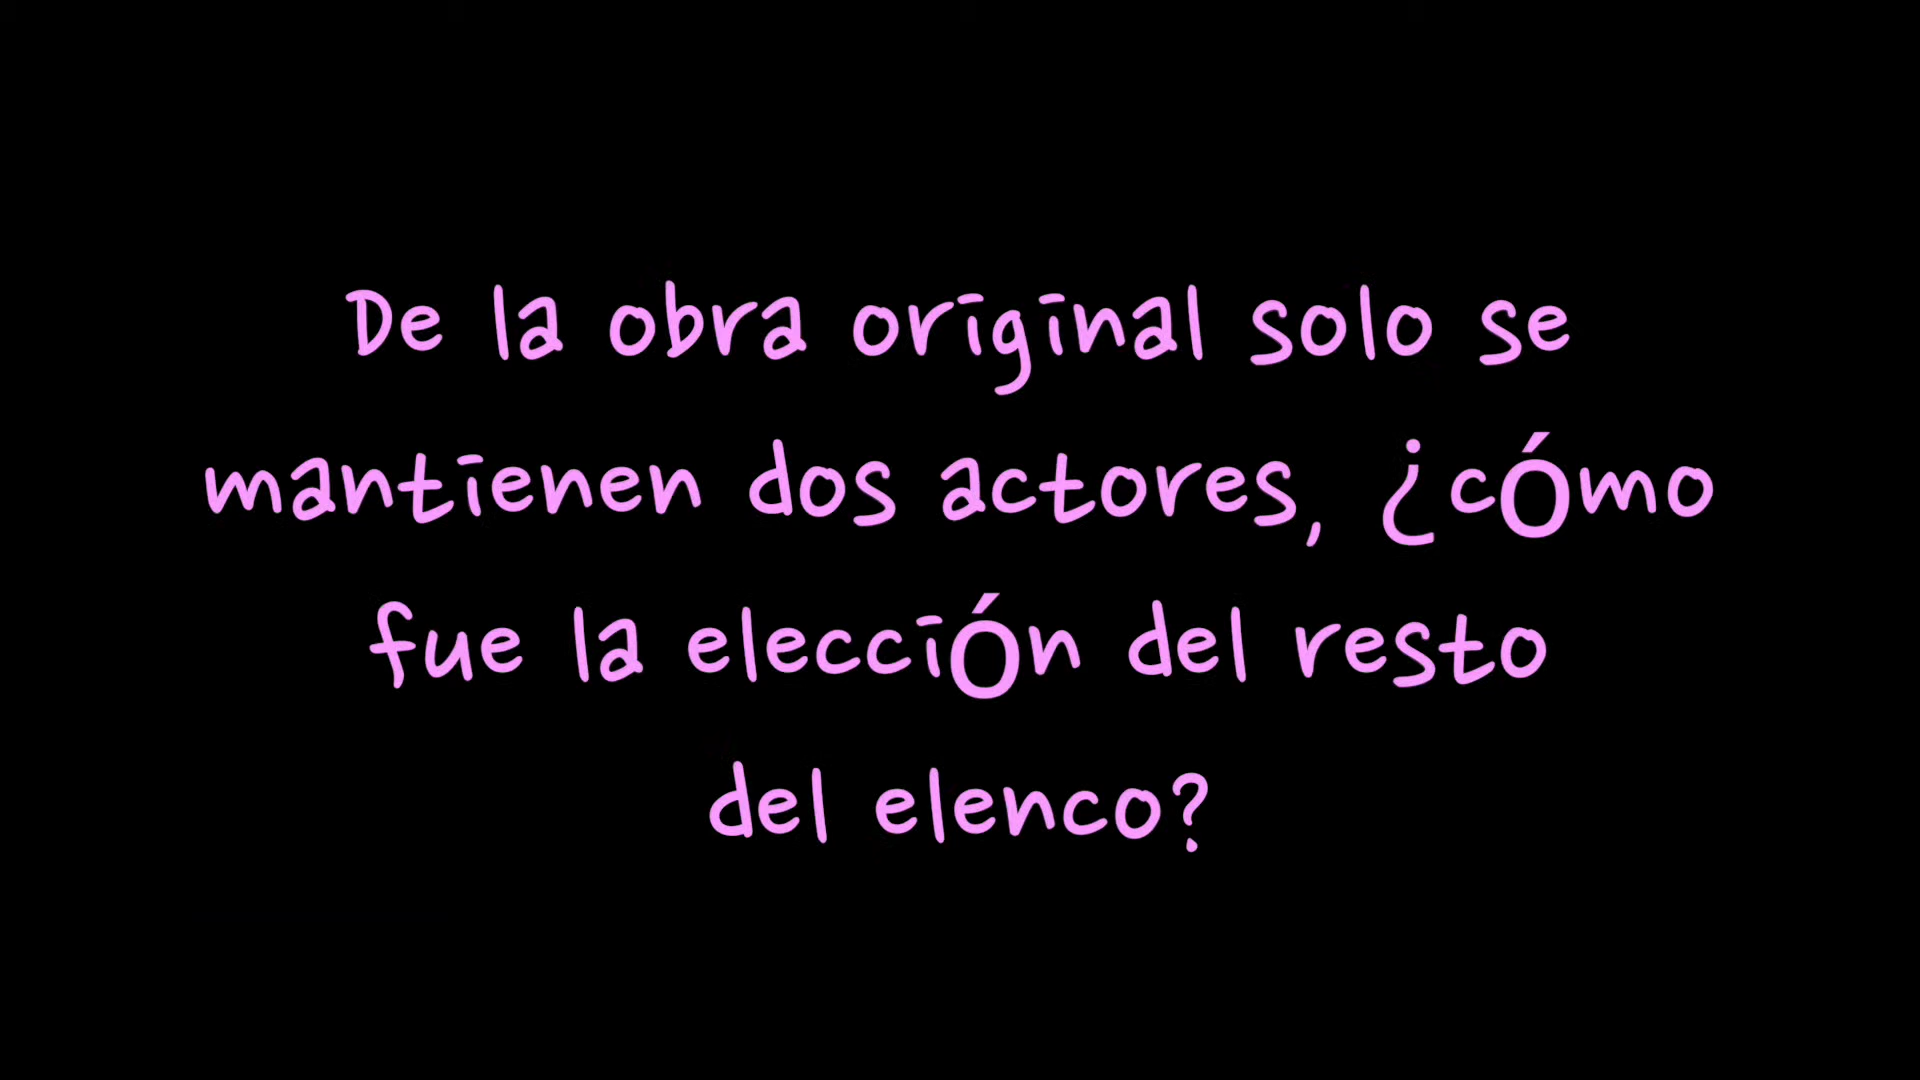 De la obra original solo se
mantienen dos actores, ¿cómo
fue la elección del resto
del elenco?